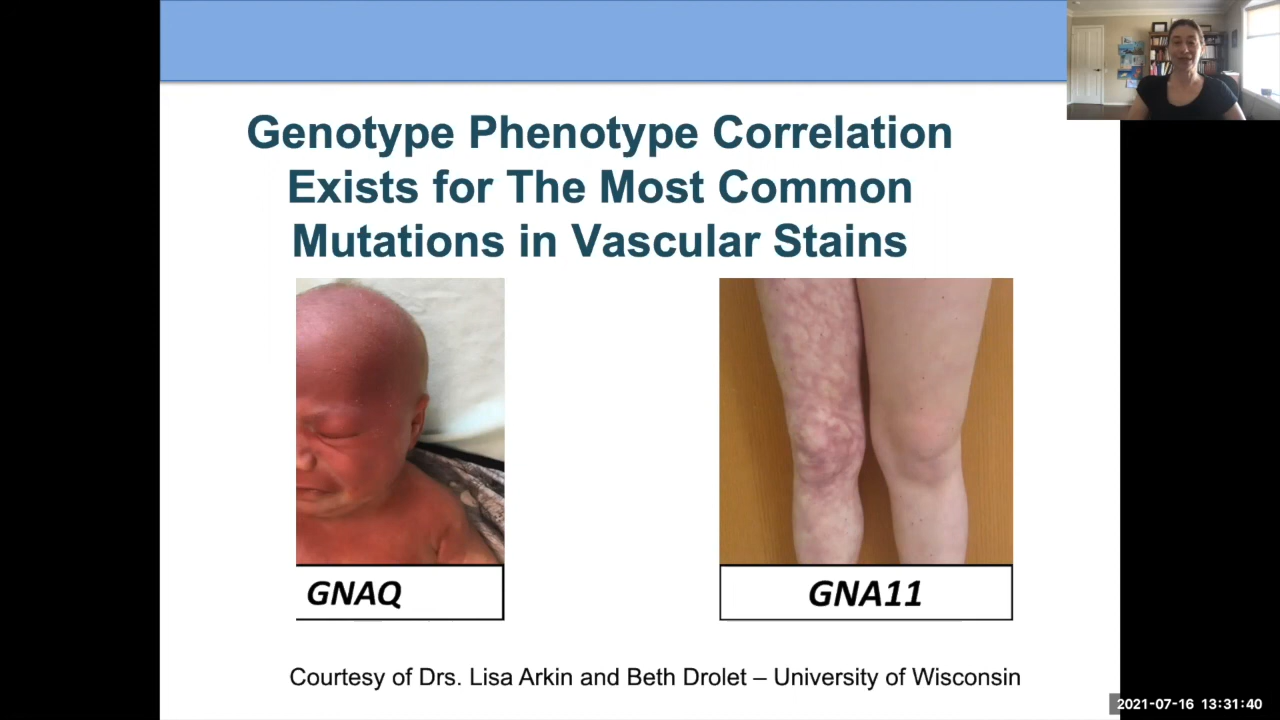 Genotype Phenotype Correlation
Exists for The Most Common
Mutations in Vascular Stains
GNAQ
GNA11
Courtesy of Drs. Lisa Arkin and Beth Drolet – University of Wisconsin
2021-07-16 13:31:40